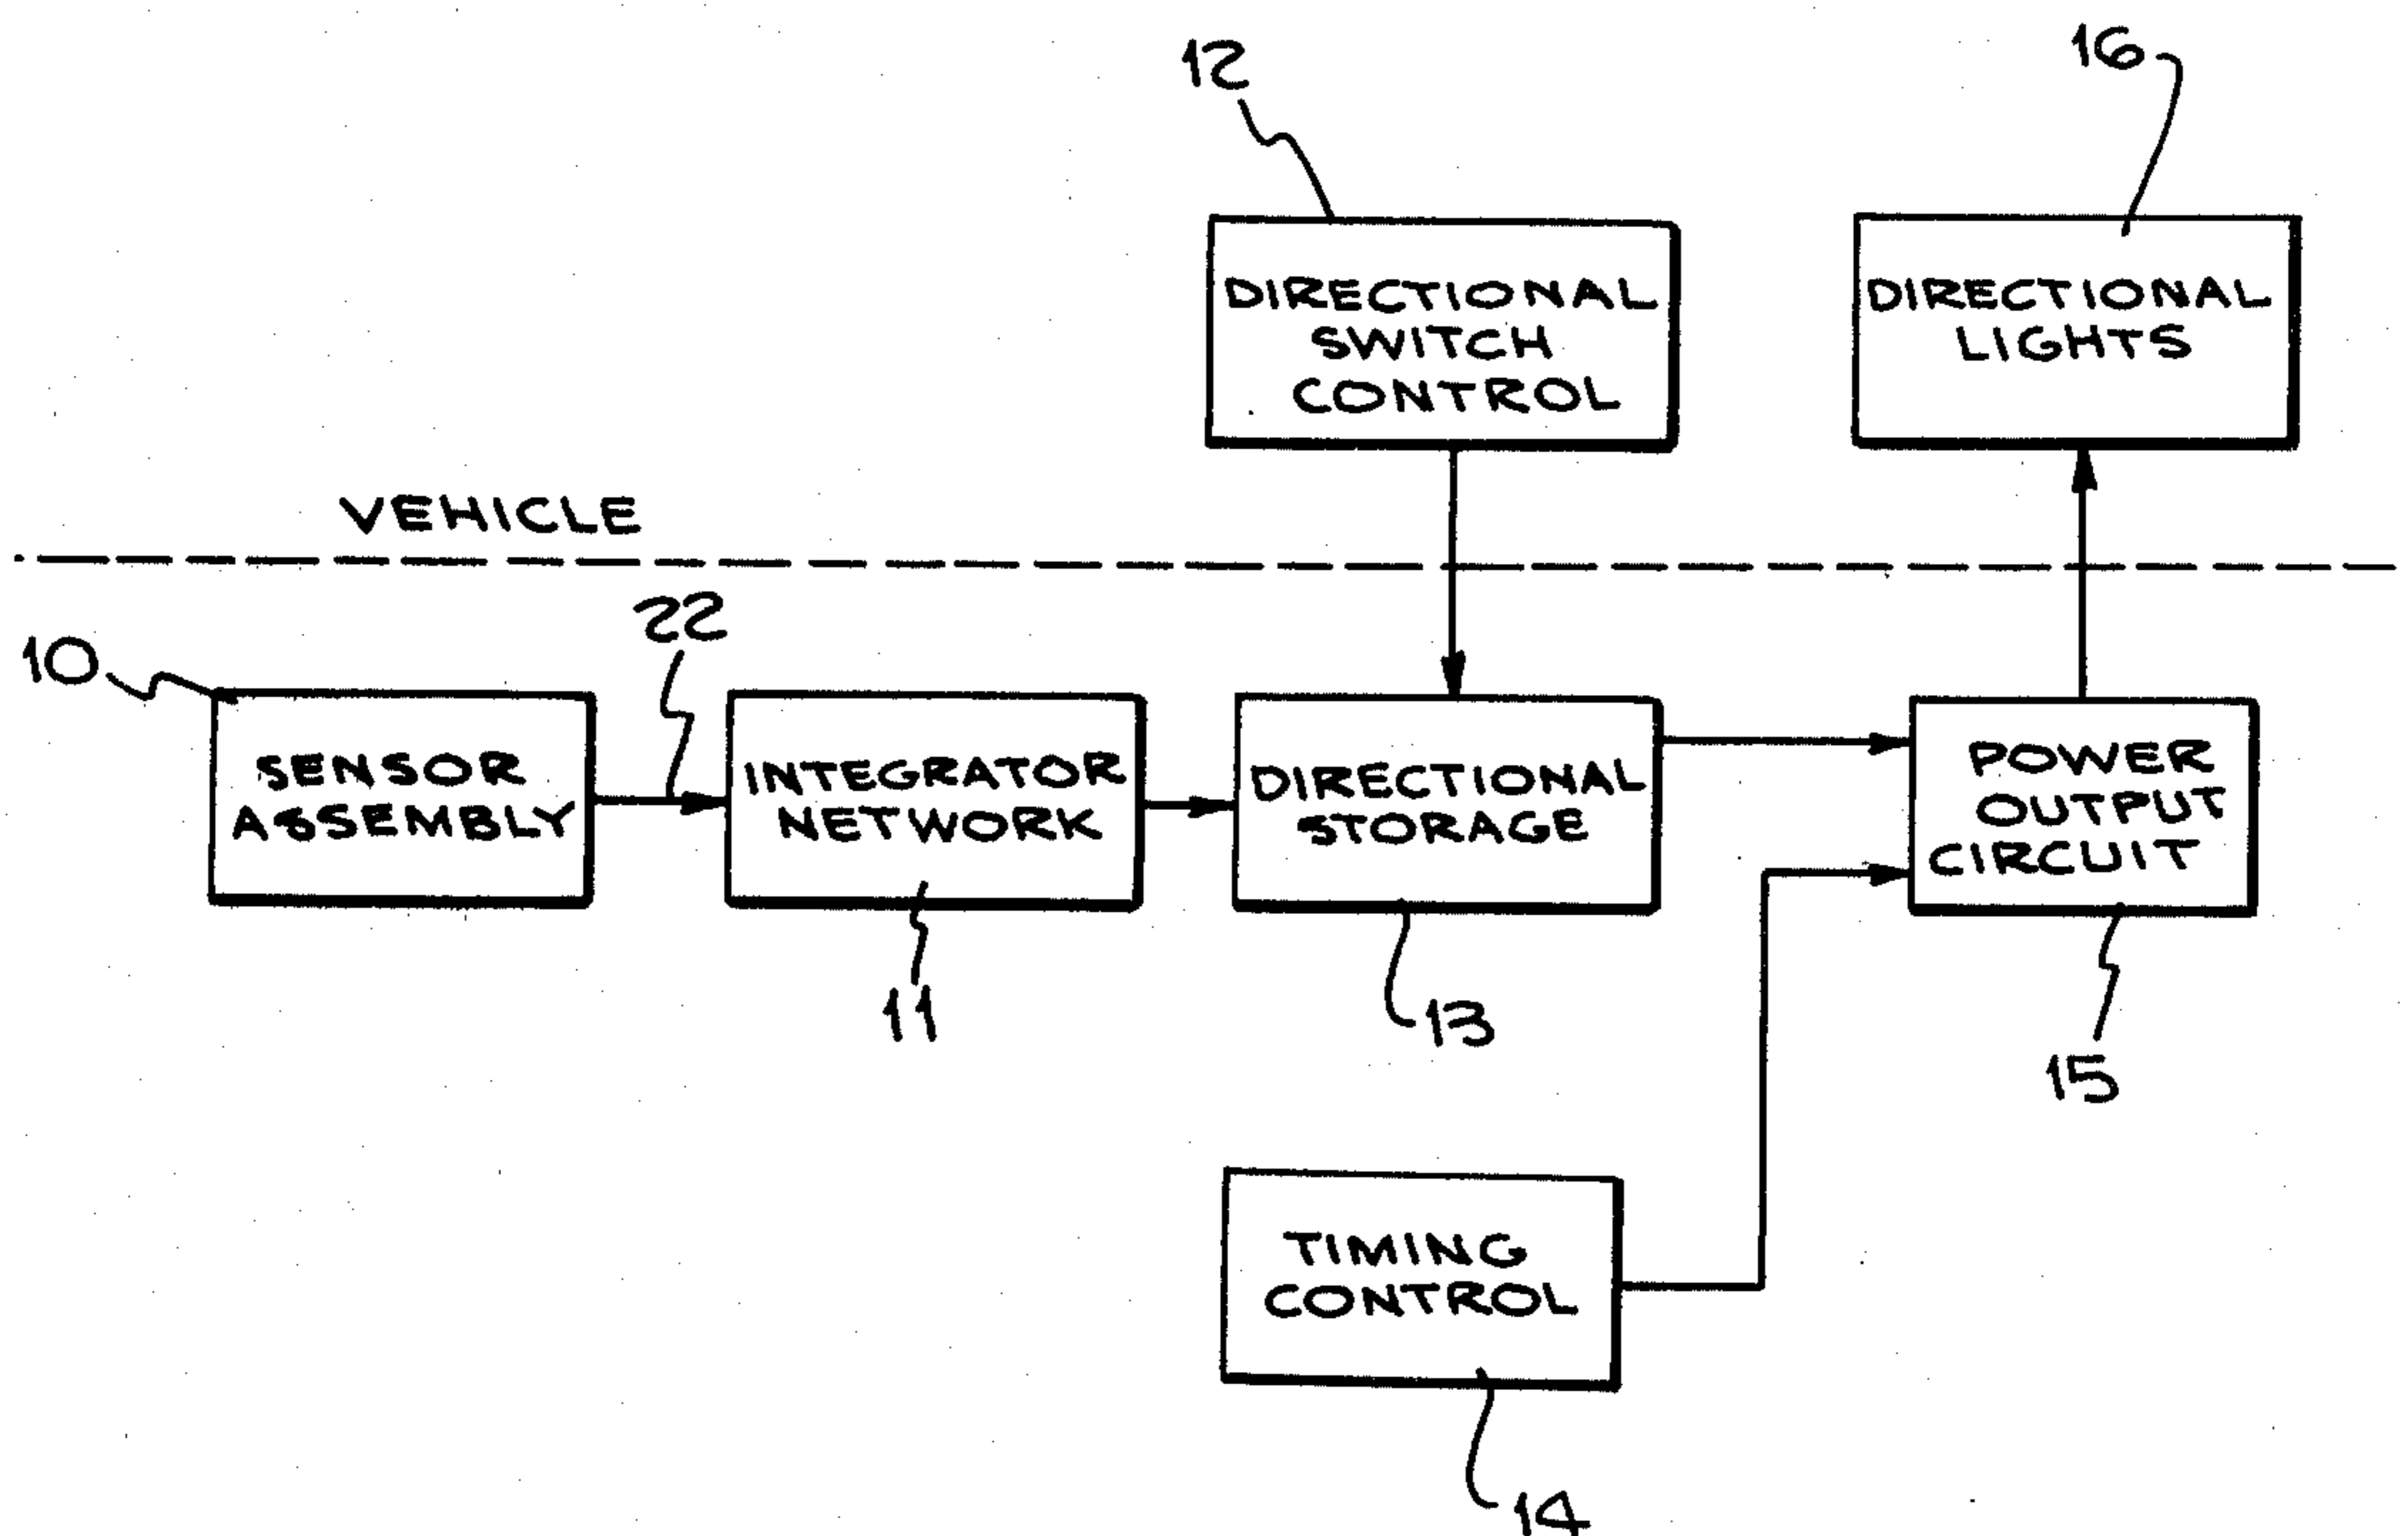 12
16
DIRECTIONAL
SWITCH
CONTROL
DIRECTIONAL
LIGHTS
VEHICLE
22
10
SENSOR
ASSEMBLY
INTEGRATOR
NETWORK
DIRECTIONAL
STORAGE
POWER
OUTPUT
CIRCUIT
11
13
15
TIMING
CONTROL
14